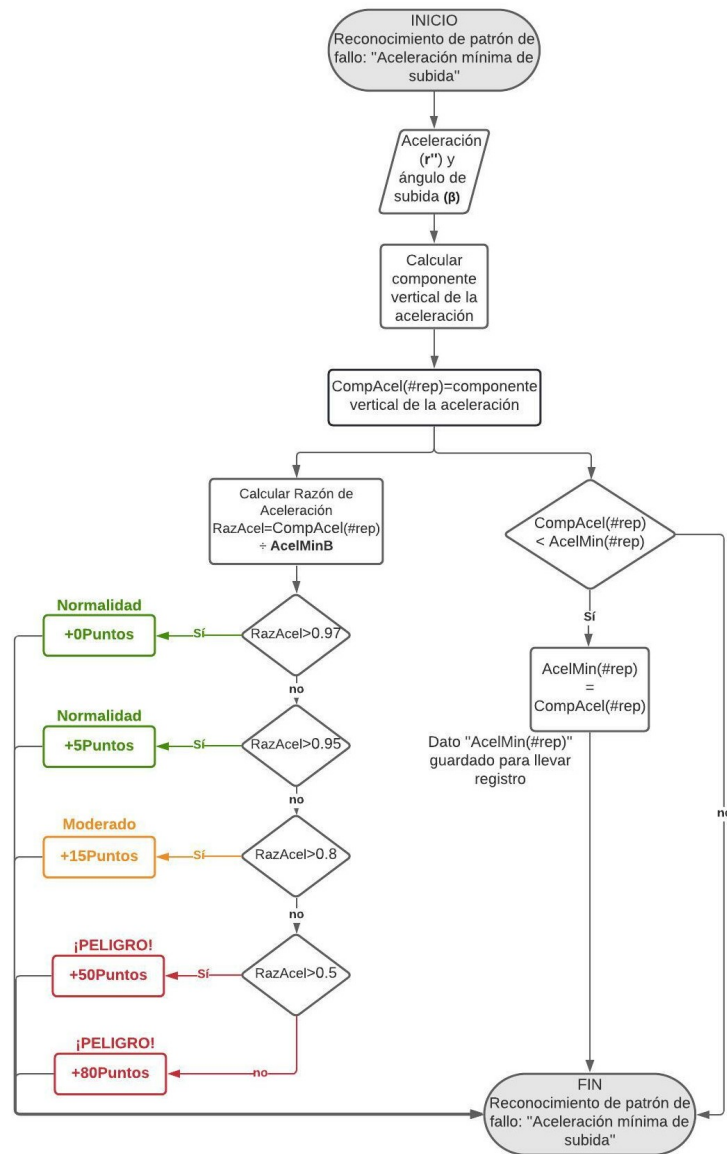 INICIO
Reconocimiento de patrón de
fallo: "Aceleración mínima de
subida"
Aceleración
(r'') y
ángulo de
subida (β)
Calcular
componente
vertical de la
aceleración
CompAcel(#rep)=componente
vertical de la aceleración
Calcular Razón de
Aceleración
RazAcel=CompAcel(#rep)
÷ AcelMinB
CompAcel(#rep)
< AcelMin(#rep)
Normalidad
+0Puntos
Sí
RazAcel>0.97
no
Sí
AcelMin(#rep)
=
CompAcel(#rep)
Normalidad
+5Puntos
Sí
RazAcel>0.95
no
Dato "AcelMin(#rep)"
guardado para llevar
registro
no
Moderado
+15Puntos
Sí
RazAcel>0.8
no
¡PELIGRO!
+50Puntos
Sí
RazAcel>0.5
¡PELIGRO!
+80Puntos
no
FIN
Reconocimiento de patrón de
fallo: "Aceleración mínima de
subida"